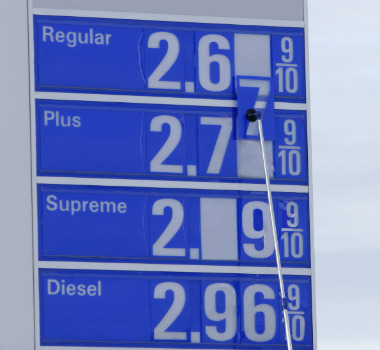 Regular 2.6 9/10
7
Plus 2.7 9/10
Supreme 2. 9 9/10
Diesel 2.96 9/10